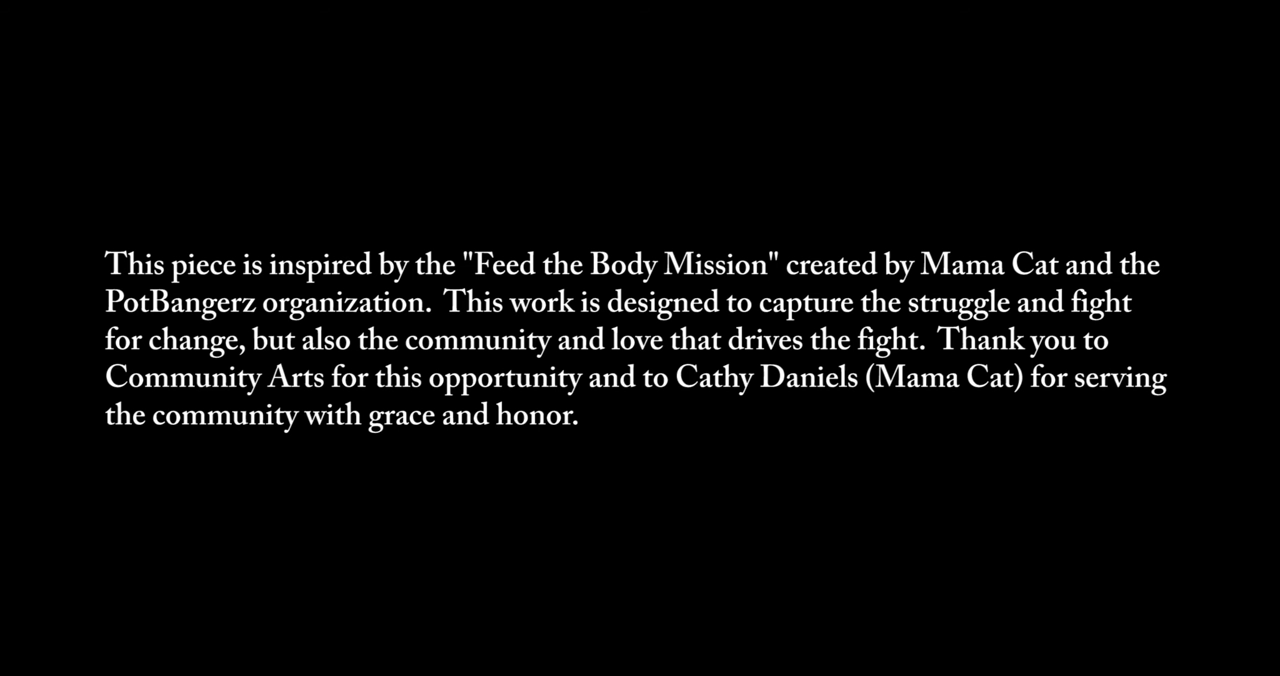 This piece is inspired by the "Feed the Body Mission" created by Mama Cat and the
PotBangerz organization.  This work is designed to capture the struggle and fight
for change, but also the community and love that drives the fight.  Thank you to
Community Arts for this opportunity and to Cathy Daniels (Mama Cat) for serving
the community with grace and honor.